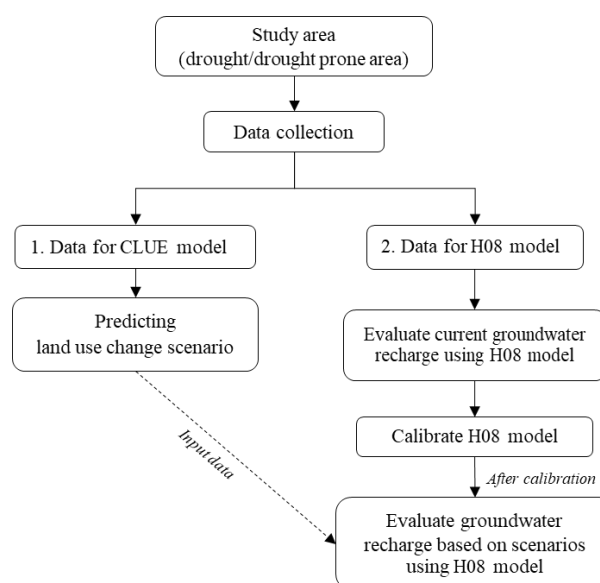 Study area
(drought/drought prone area)
Data collection
1. Data for CLUE model
2. Data for H08 model
Predicting
land use change scenario
Evaluate current groundwater
recharge using H08 model
Calibrate H08 model
Input data
After calibration
Evaluate groundwater
recharge based on scenarios
using H08 model